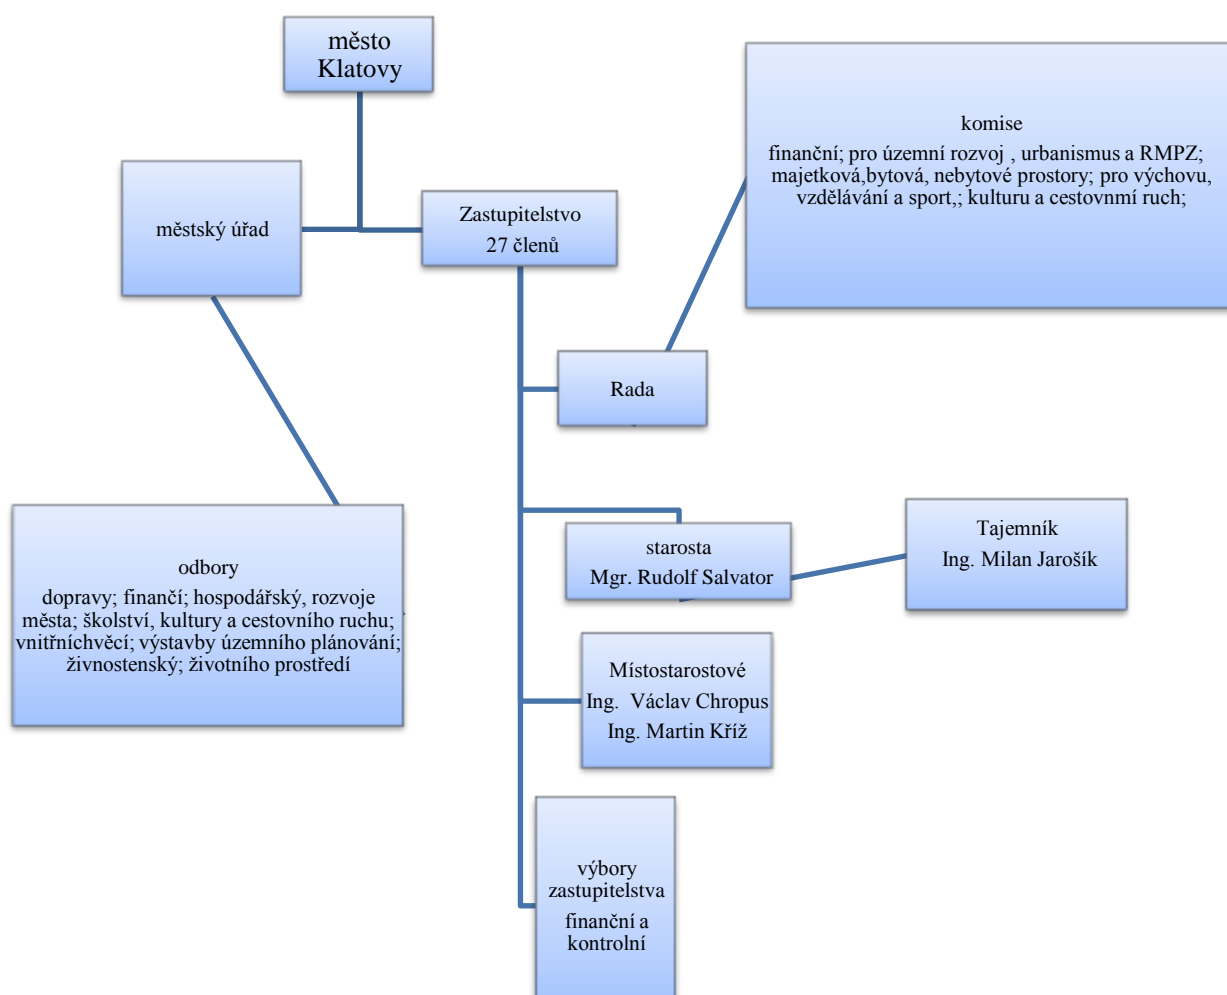 město
Klatovy
komise
finanční; pro územní rozvoj , urbanismus a RMPZ;
majetková,bytová, nebytové prostory; pro výchovu,
vzdělávání a sport,; kulturu a cestovnmí ruch;
městský úřad
Zastupitelstvo
27 členů
Rada
odbory
dopravy; finančí; hospodářský, rozvoje
města; školství, kultury a cestovního ruchu;
vnitřníchvěcí; výstavby územního plánování;
živnostenský; životního prostředí
starosta
Mgr. Rudolf Salvator
Tajemník
Ing. Milan Jarošík
Místostarostové
Ing. Václav Chropus
Ing. Martin Kříž
výbory
zastupitelstva
finanční a
kontrolní